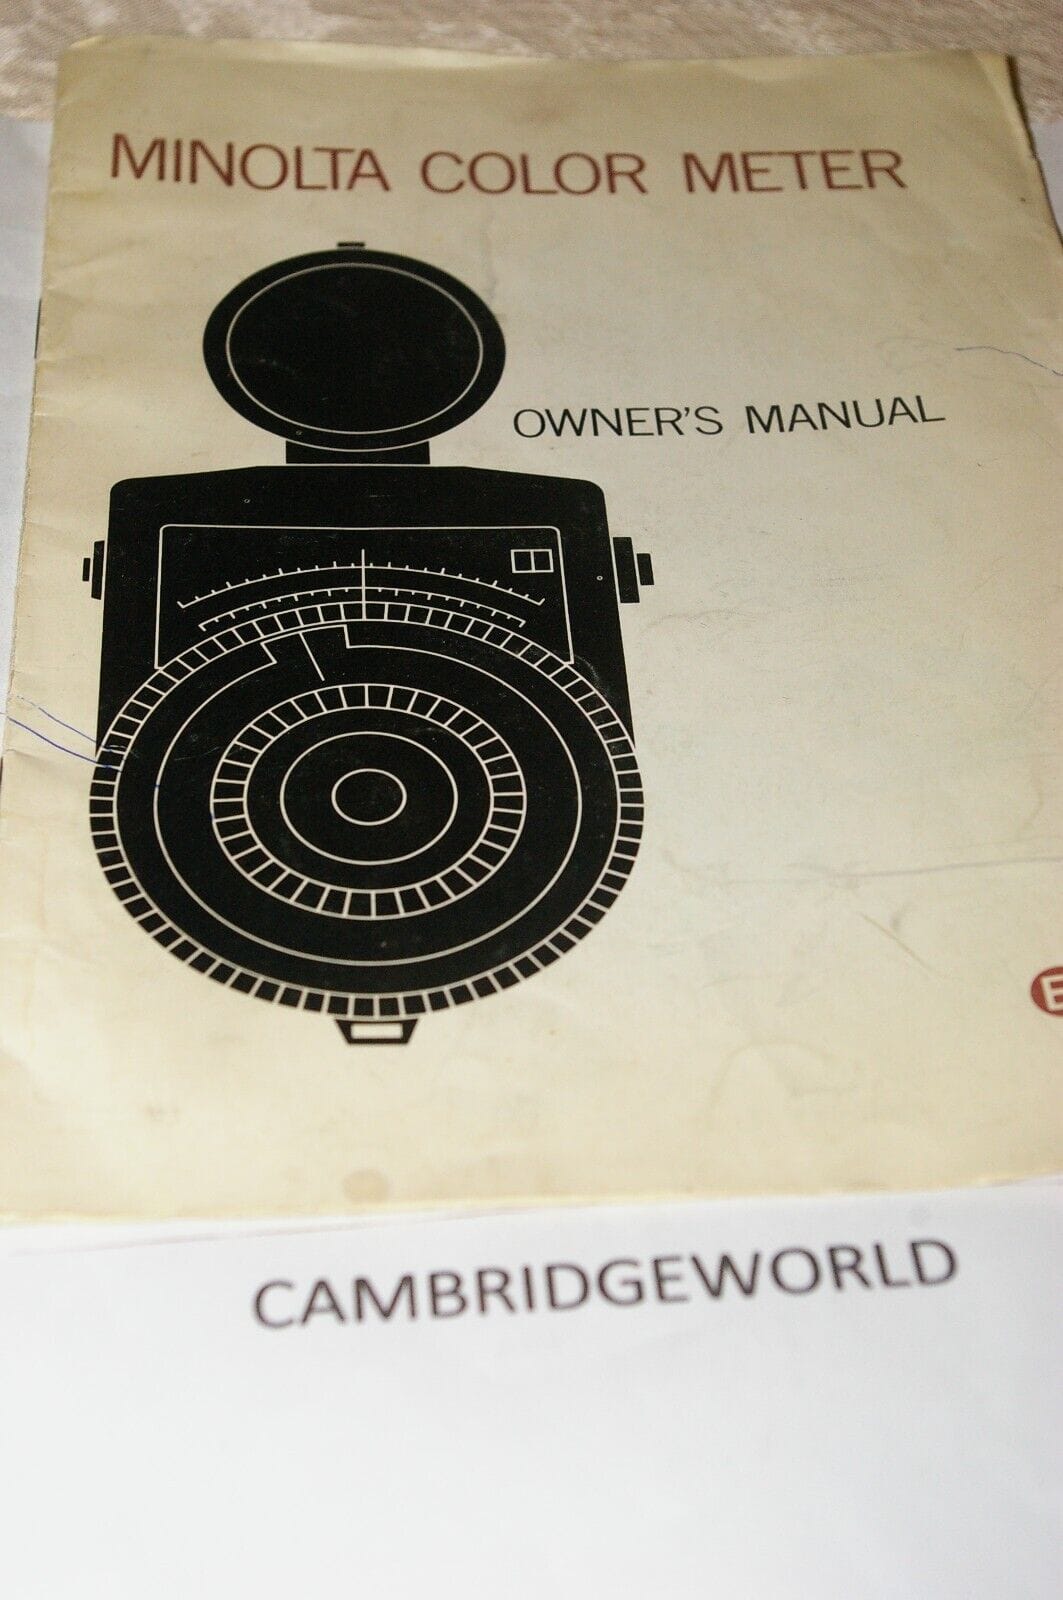 MINOLTA COLOR METER
OWNER'S MANUAL
E
CAMBRIDGEWORLD